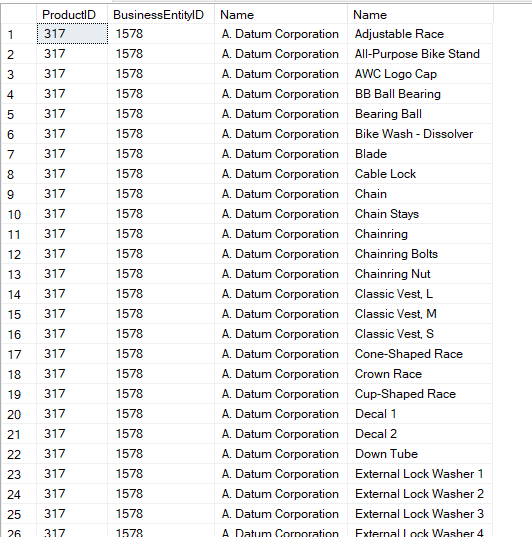 ProductID BusinessEntityID Name Name
1 317 1578 A. Datum Corporation Adjustable Race
2 317 1578 A. Datum Corporation All-Purpose Bike Stand
3 317 1578 A. Datum Corporation AWC Logo Cap
4 317 1578 A. Datum Corporation BB Ball Bearing
5 317 1578 A. Datum Corporation Bearing Ball
6 317 1578 A. Datum Corporation Bike Wash - Dissolver
7 317 1578 A. Datum Corporation Blade
8 317 1578 A. Datum Corporation Cable Lock
9 317 1578 A. Datum Corporation Chain
10 317 1578 A. Datum Corporation Chain Stays
11 317 1578 A. Datum Corporation Chainring
12 317 1578 A. Datum Corporation Chainring Bolts
13 317 1578 A. Datum Corporation Chainring Nut
14 317 1578 A. Datum Corporation Classic Vest, L
15 317 1578 A. Datum Corporation Classic Vest, M
16 317 1578 A. Datum Corporation Classic Vest, S
17 317 1578 A. Datum Corporation Cone-Shaped Race
18 317 1578 A. Datum Corporation Crown Race
19 317 1578 A. Datum Corporation Cup-Shaped Race
20 317 1578 A. Datum Corporation Decal 1
21 317 1578 A. Datum Corporation Decal 2
22 317 1578 A. Datum Corporation Down Tube
23 317 1578 A. Datum Corporation External Lock Washer 1
24 317 1578 A. Datum Corporation External Lock Washer 2
25 317 1578 A. Datum Corporation External Lock Washer 3
26 317 1578 A. Datum Corporation External Lock Washer 4